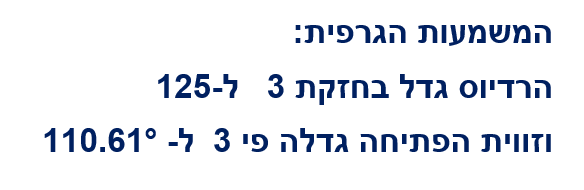 המשמעות הגרפית:
הרדיוס גדל בחזקת 3 ל-125
וזווית הפתיחה גדלה פי 3 ל- 110.61°